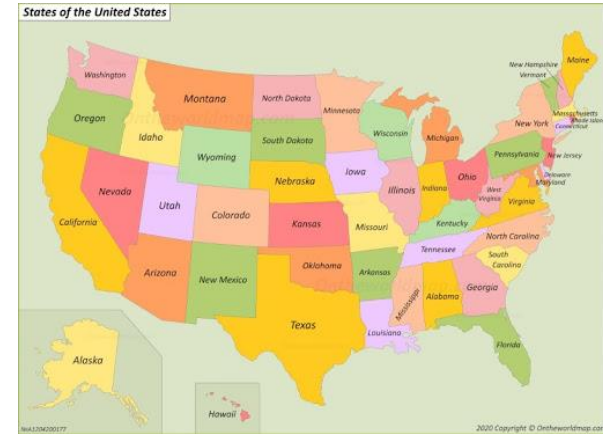 States of the United States
Washington
Oregon
California
Nevada
Idaho
Montana
Wyoming
Utah
Colorado
Arizona
New Mexico
North Dakota
South Dakota
Nebraska
Kansas
Oklahoma
Texas
Minnesota
Iowa
Missouri
Arkansas
Louisiana
Wisconsin
Illinois
Michigan
Indiana
Ohio
Kentucky
Tennessee
Mississippi
Alabama
Georgia
Florida
South
Carolina
North Carolina
Virginia
West
Virginia
Pennsylvania
New York
New Hampshire
Vermont
Maine
Massachusetts
Rhode Island
Connecticut
New Jersey
Delaware
Maryland
Alaska
Hawaii
2020 Copyright © Ontheworldmap.com